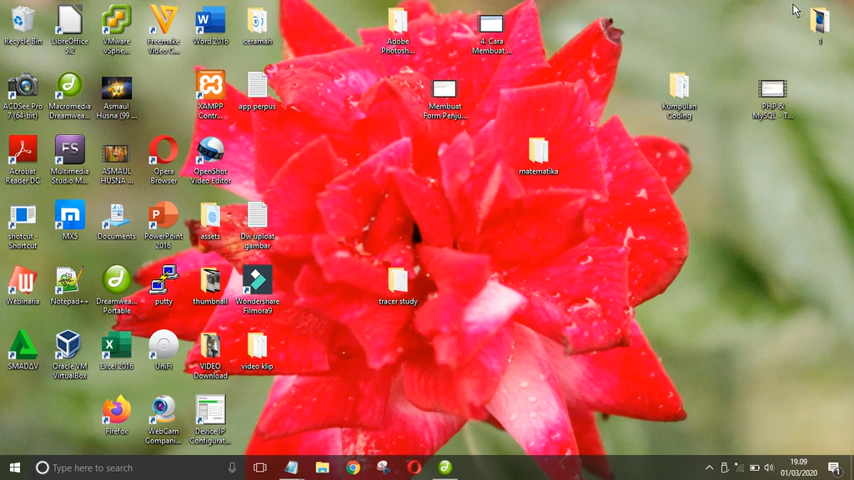 Recycle Bin
LibreOffice
5.2
VMware
vSphe...
Freemake
Video C...
Word 2016
ceramah
Adobe
Photosh...
4. Cara
Membuat ...
1
ACDSee Pro
7 (64-bit)
Macromedia
Dreamwea...
Asmaul
Husna (99 ...
XAMPP
Contr...
app perpus
Membuat
Form Penju...
Kumpulan
Coding
PHP &
MySQL - T...
Acrobat
Reader DC
Multimedia
Studio M...
ASMAUL
HUSNA ...
Opera
Browser
OpenShot
Video Editor
matematika
shotcut -
Shortcut
MX5
Documents
PowerPoint
2016
assets
Dw uploat
gambar
Webinaria
Notepad++
Dreamwea...
Portable
putty
thumbnail
Wondershare
Filmora9
tracer study
SMADAV
Oracle VM
VirtualBox
Excel 2016
UniFi
VIDEO
Download
video klip
Firefox
WebCam
Compani...
Device IP
Configurat...
Type here to search
19.09
01/03/2020